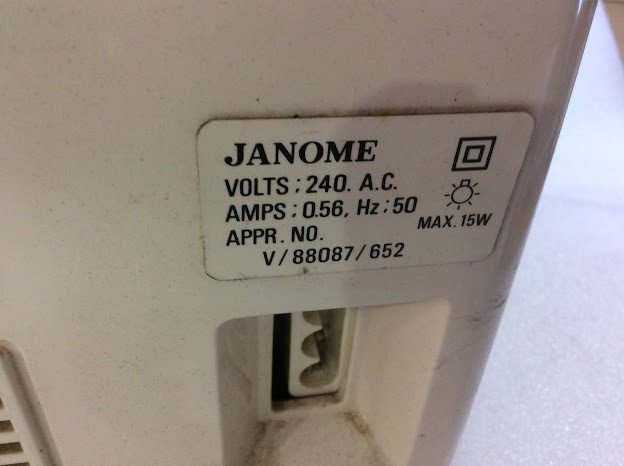 JANOME
VOLTS : 240. A.C.
AMPS : 0.56, Hz : 50
MAX. 15W
APPR. NO.
V/88087/652